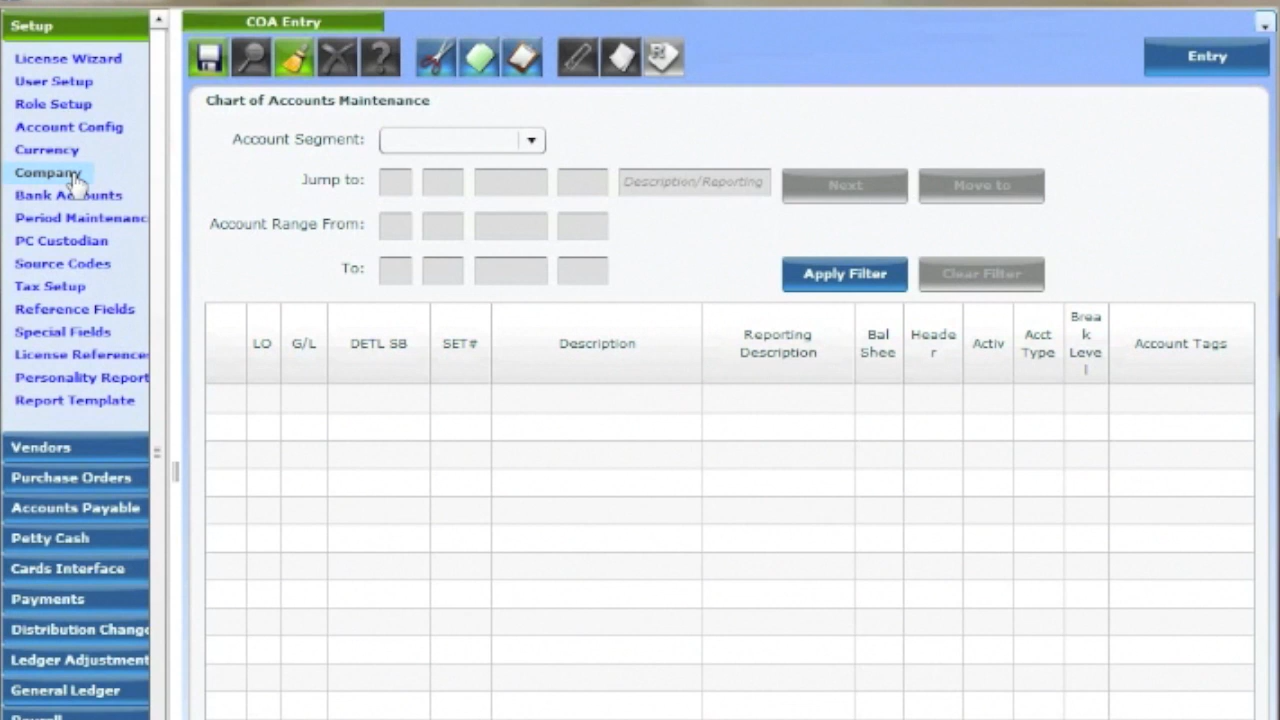 Setup
License Wizard
User Setup
Role Setup
Account Config
Currency
Company
Bank Accounts
Period Maintenanc
PC Custodian
Source Codes
Tax Setup
Reference Fields
Special Fields
License References
Personality Report
Report Template
Vendors
Purchase Orders
Accounts Payable
Petty Cash
Cards Interface
Payments
Distribution Change
Ledger Adjustment
General Ledger
Payroll
COA Entry
Entry
Chart of Accounts Maintenance
Account Segment:
Jump to: Description/Reporting Next Move to
Account Range From:
To: Apply Filter Clear Filter
LO G/L DETL SB SET# Description Reporting Description Bal Shee Heade r Activ Acct Type Brea k Leve l Account Tags